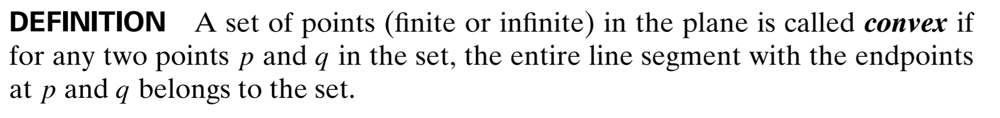 DEFINITION A set of points (finite or infinite) in the plane is called convex if
for any two points p and q in the set, the entire line segment with the endpoints
at p and q belongs to the set.